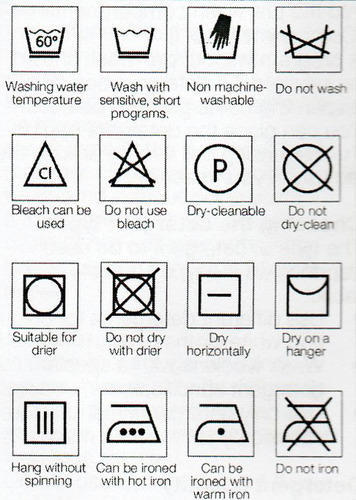 60°
Washing water
temperature
Wash with
sensitive, short
programs.
Non machine-
washable
Do not wash
Cl
Bleach can be
used
Do not use
bleach
P
Dry-cleanable
Do not
dry-clean
Suitable for
drier
Do not dry
with drier
Dry
horizontally
Dry on a
hanger
Hang without
spinning
Can be ironed
with hot iron
Can be
ironed with
warm iron
Do not iron